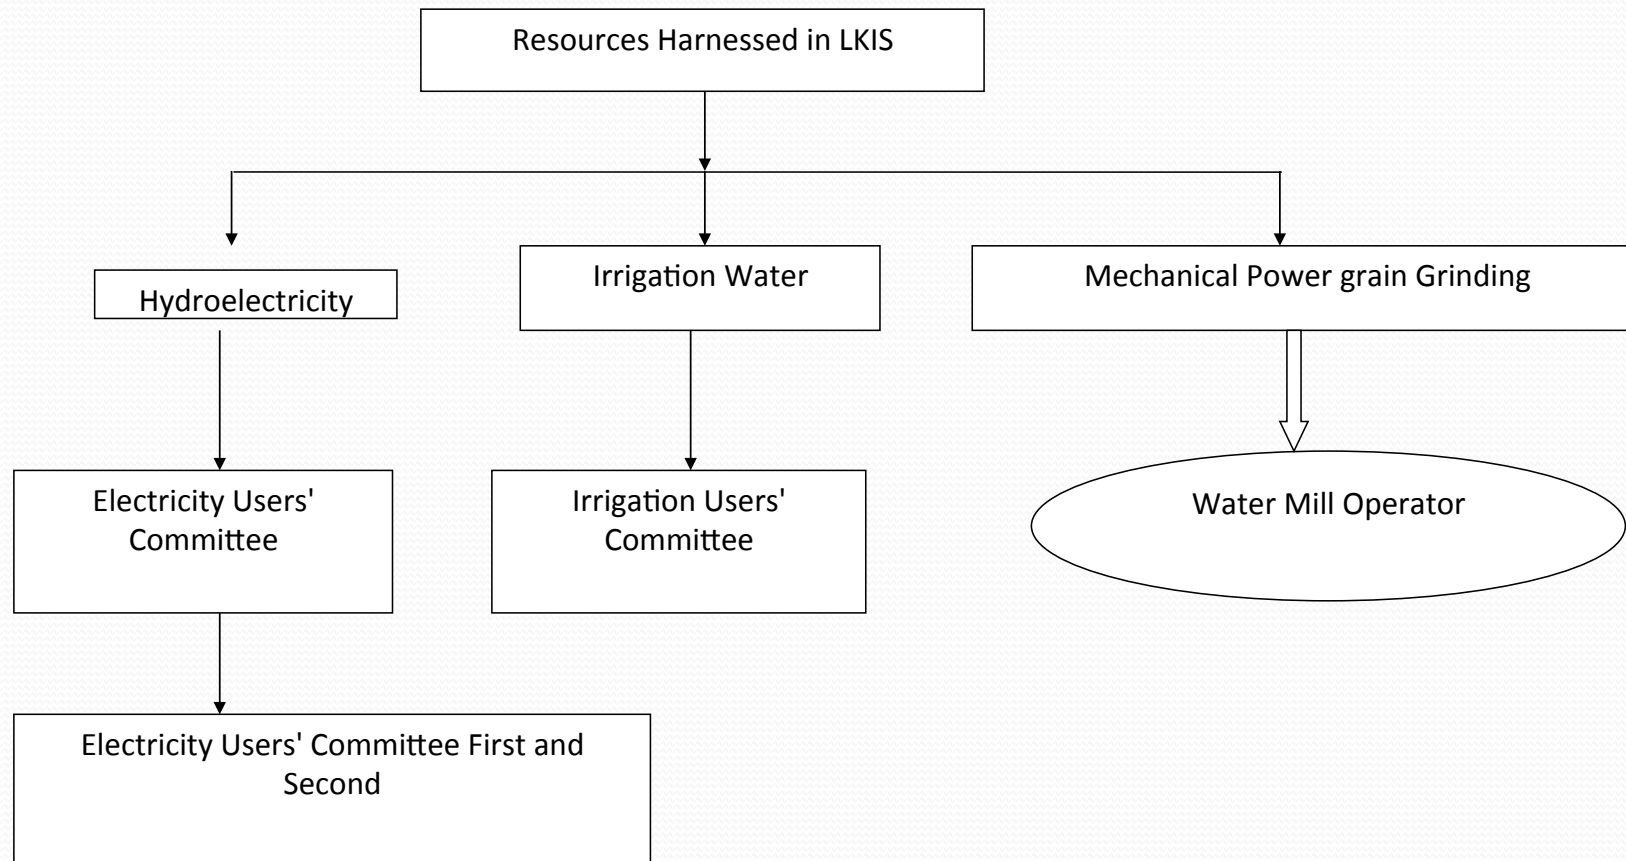 Resources Harnessed in LKIS
Hydroelectricity
Irrigation Water
Mechanical Power grain Grinding
Electricity Users'
Committee
Irrigation Users'
Committee
Water Mill Operator
Electricity Users' Committee First and
Second